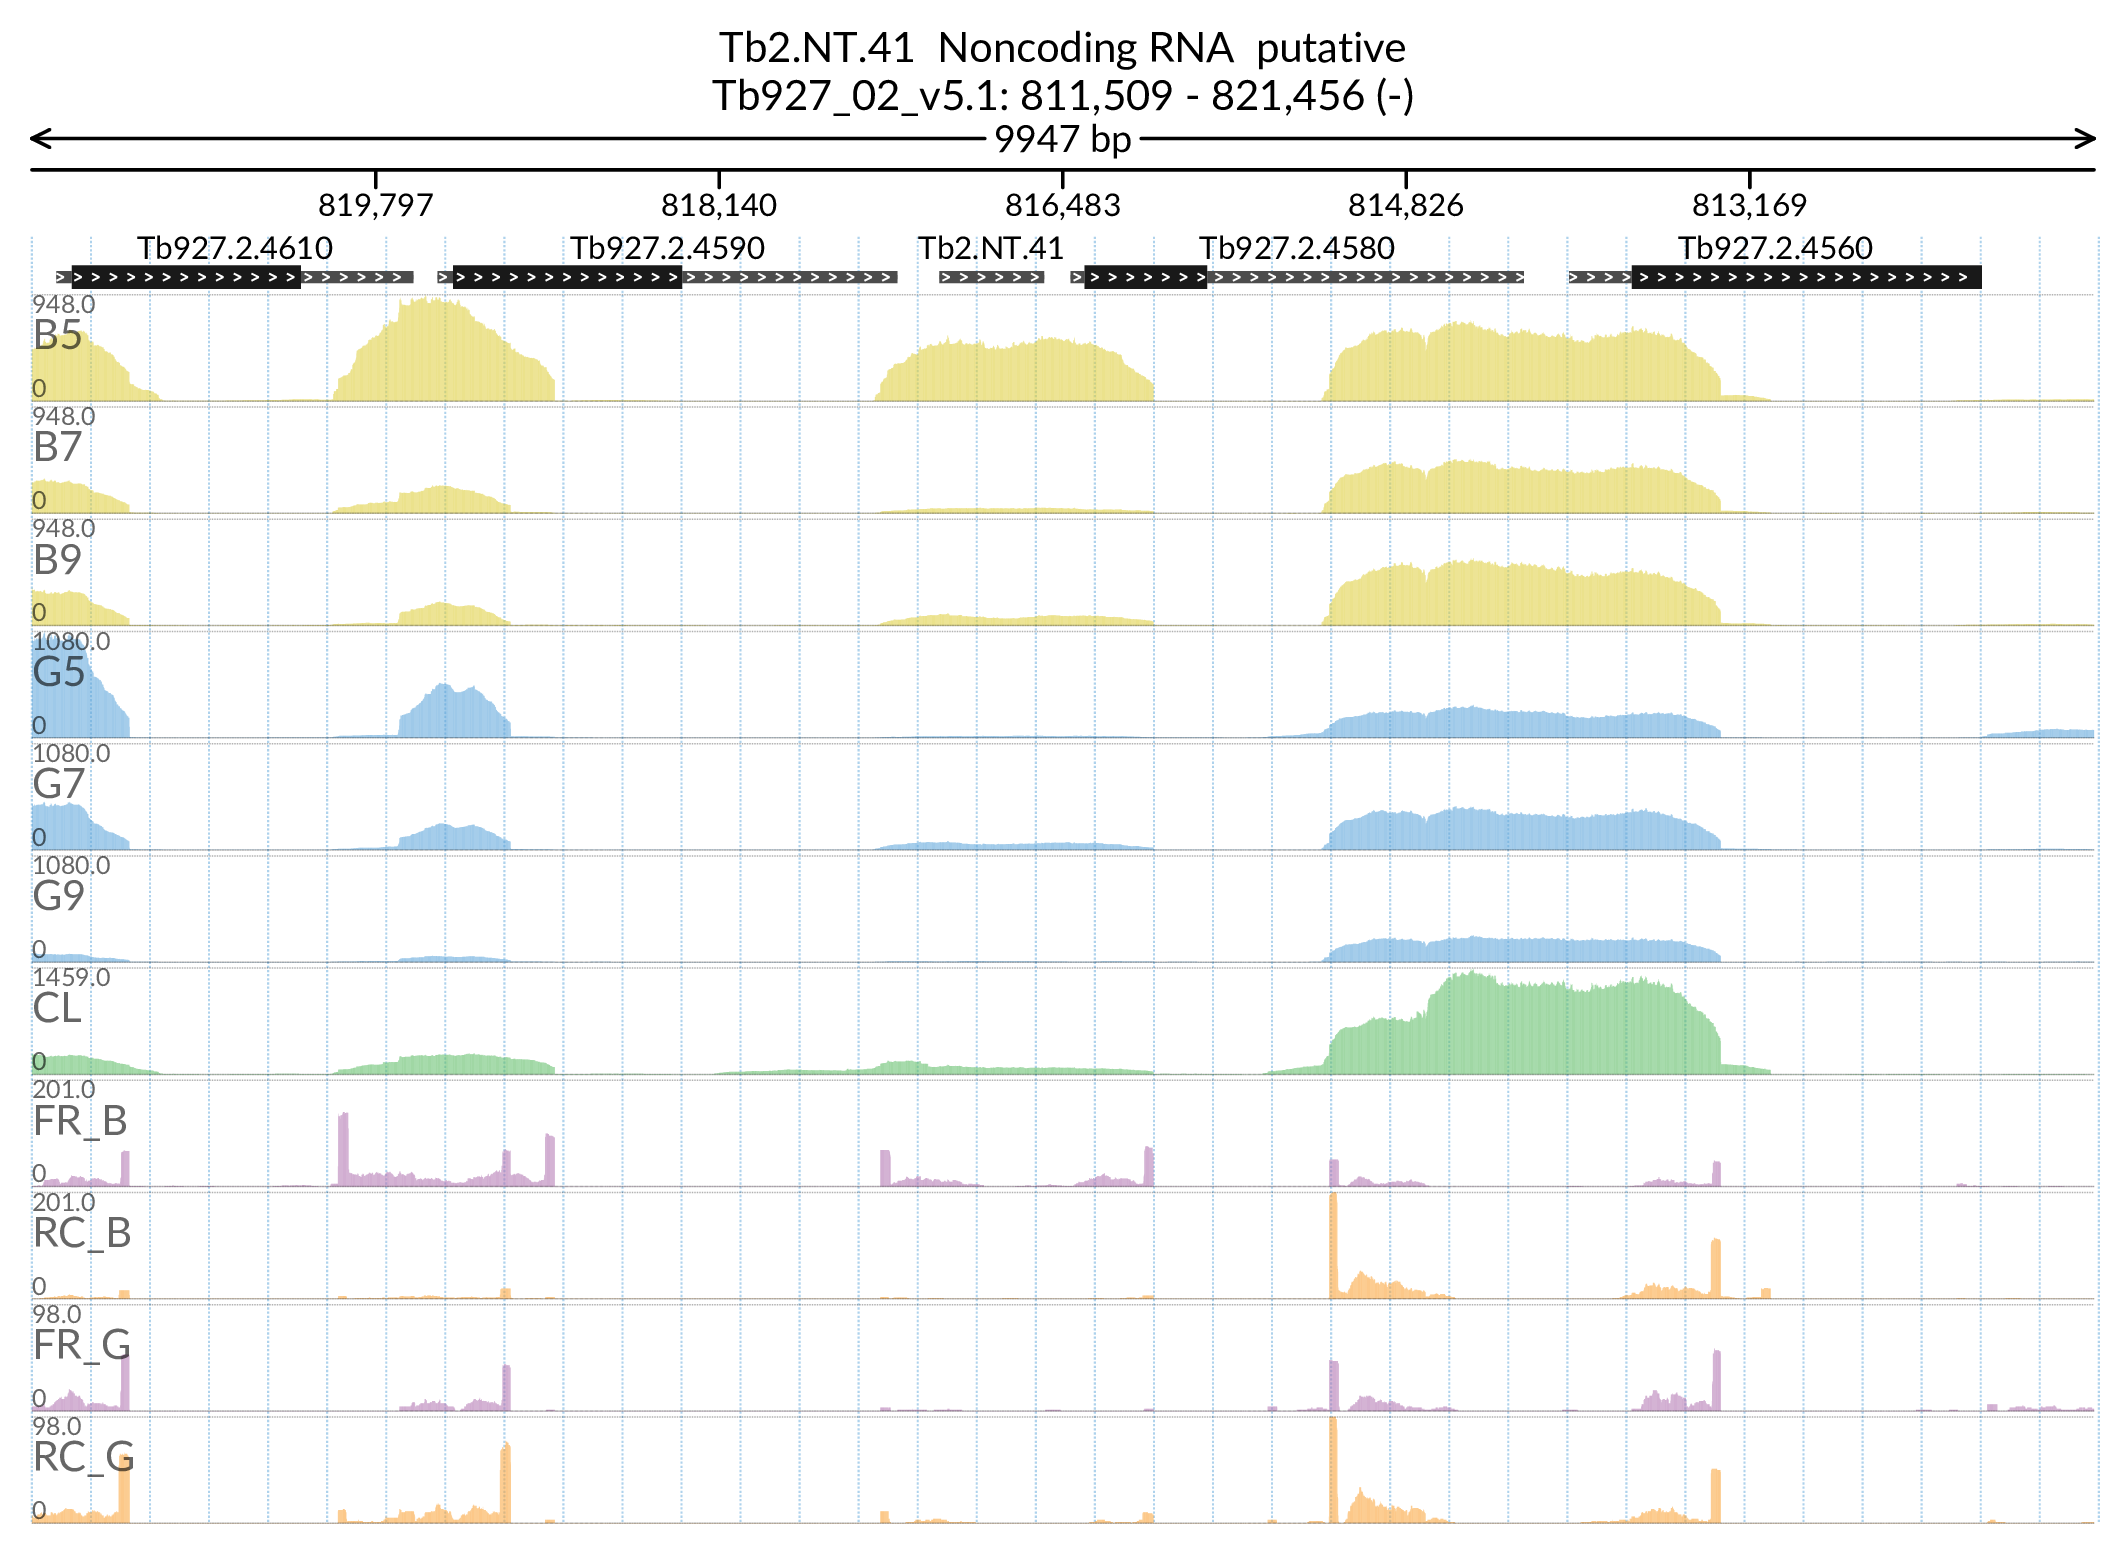 Tb2.NT.41  Noncoding RNA  putative
Tb927_02_v5.1: 811,509 - 821,456 (-)
9947 bp
819,797 818,140 816,483 814,826 813,169
Tb927.2.4610 Tb927.2.4590 Tb2.NT.41 Tb927.2.4580 Tb927.2.4560
948.0
B5
0
948.0
B7
0
948.0
B9
0
1080.0
G5
0
1080.0
G7
0
1080.0
G9
0
1459.0
CL
0
201.0
FR_B
0
201.0
RC_B
0
98.0
FR_G
0
98.0
RC_G
0